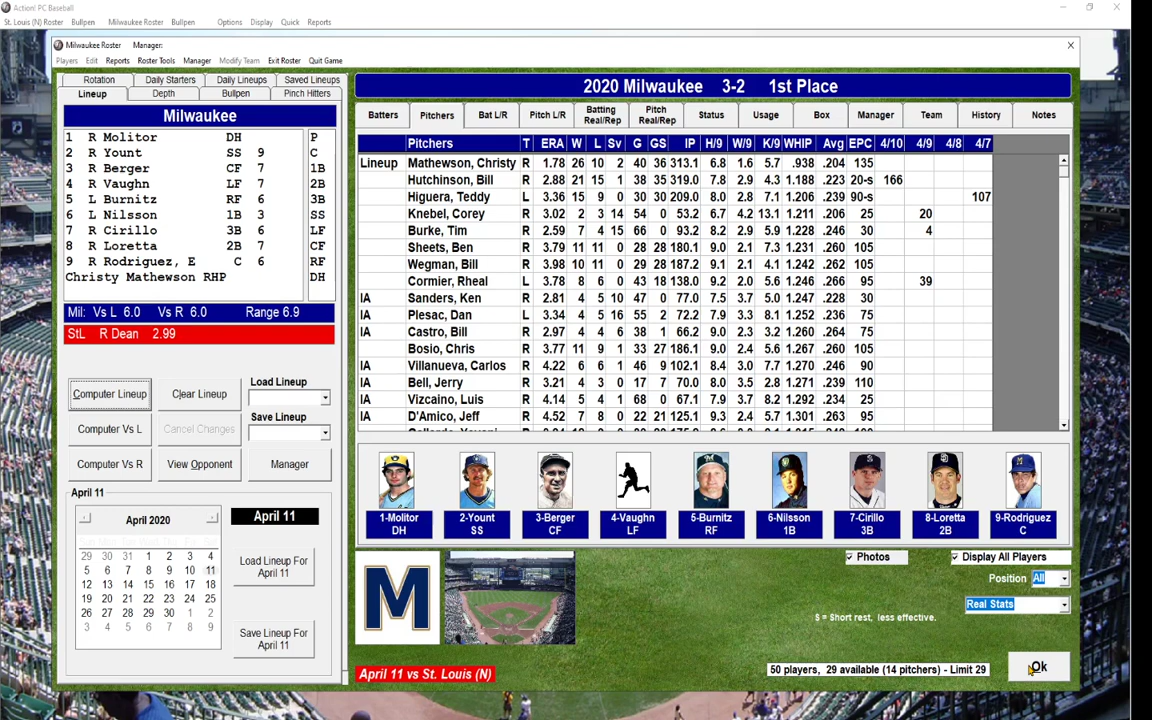 Action! PC Baseball
St. Louis (N) Roster Bullpen Milwaukee Roster Bullpen Options Display Quick Reports
Milwaukee Roster Manager:
Players Edit Reports Roster Tools Manager Modify Team Exit Roster Quit Game
Rotation Daily Starters Daily Lineups Saved Lineups
Lineup Depth Bullpen Pinch Hitters
Milwaukee
1 R Molitor DH P
2 R Yount SS 9 C
3 R Berger CF 7 1B
4 R Vaughn LF 7 2B
5 L Burnitz RF 6 3B
6 L Nilsson 1B 3 SS
7 R Cirillo 3B 6 LF
8 R Loretta 2B 7 CF
9 R Rodriguez, E C 6 RF
Christy Mathewson RHP DH
Mil: Vs L 6.0 Vs R 6.0 Range 6.9
StL R Dean 2.99
Computer Lineup Clear Lineup Load Lineup
Computer Vs L Cancel Changes Save Lineup
Computer Vs R View Opponent Manager
April 11
April 2020 April 11
29 30 31 1 2 3 4
5 6 7 8 9 10 11
12 13 14 15 16 17 18
19 20 21 22 23 24 25
26 27 28 29 30 1 2
3 4 5 6 7 8 9
Load Lineup For
April 11
Save Lineup For
April 11
2020 Milwaukee 3-2 1st Place
Batters Pitchers Bat L/R Pitch L/R Batting Real/Rep Pitch Real/Rep Status Usage Box Manager Team History Notes
Pitchers T ERA W L Sv G GS IP H/9 W/9 K/9 WHIP Avg EPC 4/10 4/9 4/8 4/7
Lineup Mathewson, Christy R 1.78 26 10 2 40 36 313.1 6.8 1.6 5.7 .938 .204 135
Hutchinson, Bill R 2.88 21 15 1 38 35 319.0 7.8 2.9 4.3 1.188 .223 20-s 166
Higuera, Teddy L 3.36 15 9 0 30 30 209.0 8.0 2.8 7.1 1.206 .239 90-s 107
Knebel, Corey R 3.02 2 3 14 54 0 53.2 6.7 4.2 13.1 1.211 .206 25 20
Burke, Tim R 2.59 7 4 15 66 0 93.2 8.2 2.9 5.9 1.228 .246 30 4
Sheets, Ben R 3.79 11 11 0 28 28 180.1 9.0 2.1 7.3 1.231 .260 105
Wegman, Bill R 3.98 10 11 0 29 28 187.2 9.1 2.1 4.1 1.242 .262 105
Cormier, Rheal L 3.78 8 6 0 43 18 138.0 9.2 2.0 5.6 1.246 .266 95 39
IA Sanders, Ken R 2.81 4 5 10 47 0 77.0 7.5 3.7 5.0 1.247 .228 30
IA Plesac, Dan L 3.34 4 5 16 55 2 72.2 7.9 3.3 8.1 1.252 .236 75
IA Castro, Bill R 2.97 4 4 6 38 1 66.2 9.0 2.3 3.2 1.260 .264 75
Bosio, Chris R 3.77 11 9 1 33 27 186.1 9.0 2.4 5.6 1.267 .260 105
IA Villanueva, Carlos R 4.22 6 6 1 46 9 102.1 8.4 3.0 7.7 1.270 .246 90
IA Bell, Jerry R 3.21 4 3 0 17 7 70.0 8.0 3.5 2.8 1.271 .239 110
IA Vizcaino, Luis R 4.14 5 4 1 68 0 67.0 8.2 3.7 8.2 1.292 .234 25
IA D'Amico, Jeff R 4.52 7 8 0 22 21 125.1 9.3 2.4 5.7 1.301 .263 95
1-Molitor DH 2-Yount SS 3-Berger CF 4-Vaughn LF 5-Burnitz RF 6-Nilsson 1B 7-Cirillo 3B 8-Loretta 2B 9-Rodriguez C
M
Photos Display All Players
Position All
Real Stats
S = Short rest, less effective.
April 11 vs St. Louis (N) 50 players, 29 available (14 pitchers) - Limit 29 Ok